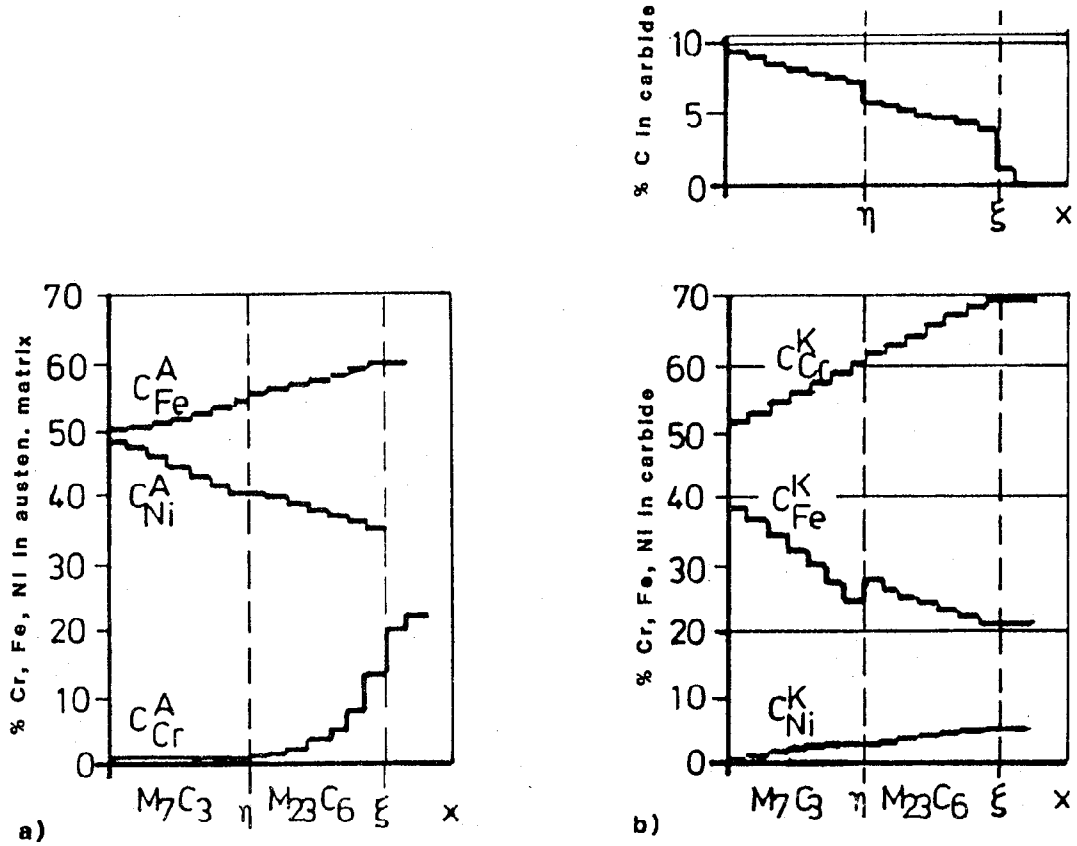 % C in carbide
10
5
0
η
ξ
x
% Cr, Fe, Ni in austen. matrix
70
60
50
40
30
20
10
0
C^A_Fe
C^A_Ni
C^A_Cr
M7C3 η M23C6 ξ x
a)
% Cr, Fe, Ni in carbide
70
60
50
40
30
20
10
0
C^K_Cr
C^K_Fe
C^K_Ni
M7C3 η M23C6 ξ x
b)